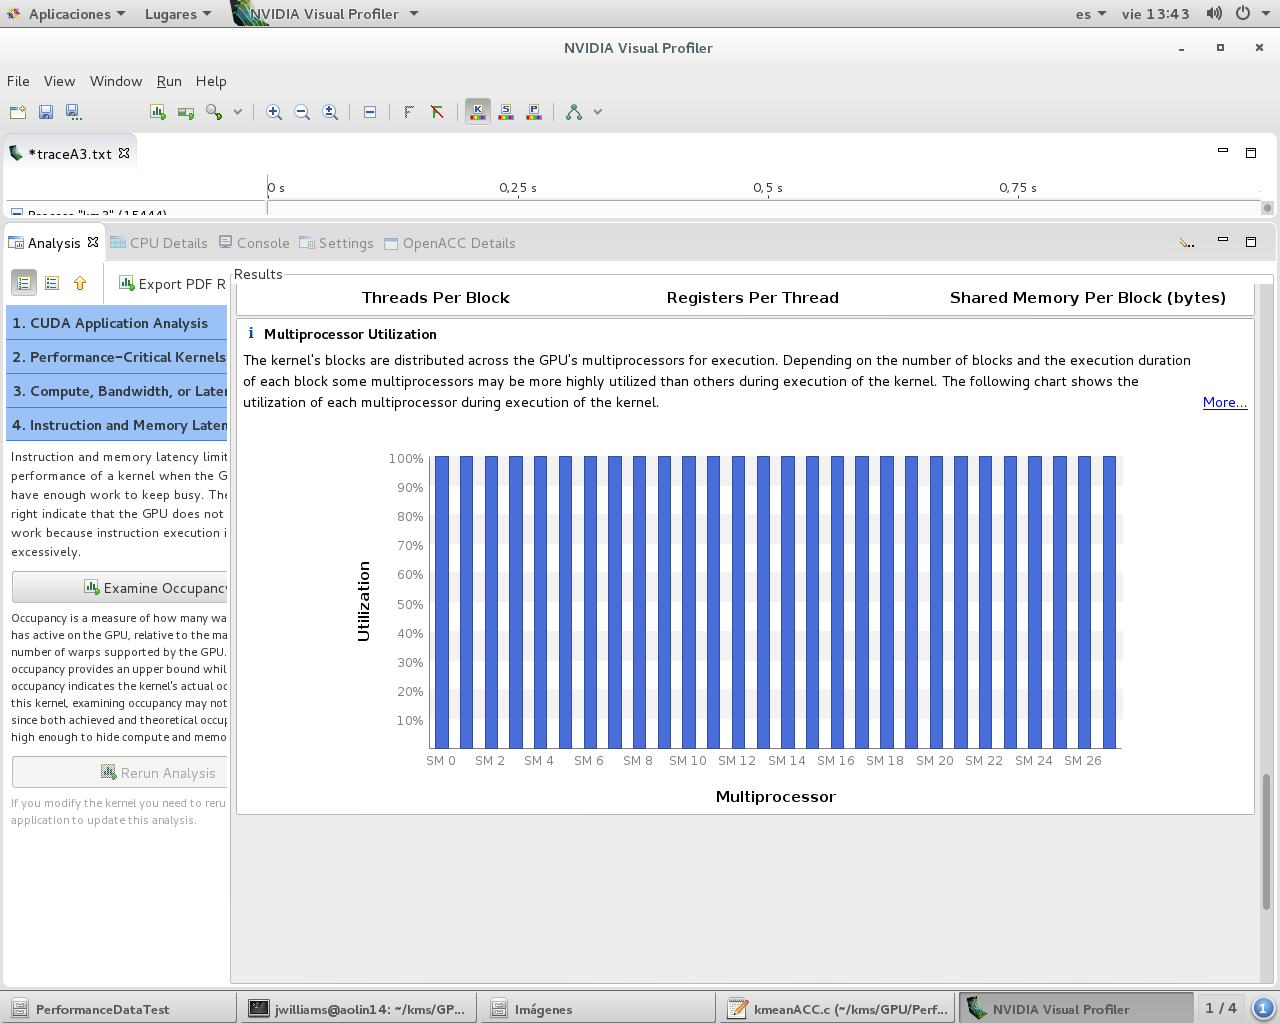 Aplicaciones Lugares NVIDIA Visual Profiler es vie 13:43
NVIDIA Visual Profiler
File View Window Run Help
*traceA3.txt
0 s 0,25 s 0,5 s 0,75 s
Process "km3" (15444)
Analysis CPU Details Console Settings OpenACC Details
Export PDF R
Results
1. CUDA Application Analysis
2. Performance-Critical Kernels
3. Compute, Bandwidth, or Later
4. Instruction and Memory Laten
Instruction and memory latency limit
performance of a kernel when the G
have enough work to keep busy. The
right indicate that the GPU does not
work because instruction execution i
excessively.
Examine Occupancy
Occupancy is a measure of how many wa
has active on the GPU, relative to the ma
number of warps supported by the GPU.
occupancy provides an upper bound whil
occupancy indicates the kernel's actual oc
this kernel, examining occupancy may not
since both achieved and theoretical occup
high enough to hide compute and memo
Rerun Analysis
If you modify the kernel you need to reru
application to update this analysis.
Threads Per Block Registers Per Thread Shared Memory Per Block (bytes)
i Multiprocessor Utilization
The kernel's blocks are distributed across the GPU's multiprocessors for execution. Depending on the number of blocks and the execution duration
of each block some multiprocessors may be more highly utilized than others during execution of the kernel. The following chart shows the
utilization of each multiprocessor during execution of the kernel. More...
100%
90%
80%
70%
60%
50%
40%
30%
20%
10%
Utilization
SM 0 SM 2 SM 4 SM 6 SM 8 SM 10 SM 12 SM 14 SM 16 SM 18 SM 20 SM 22 SM 24 SM 26
Multiprocessor
PerformanceDataTest jwilliams@aolin14: ~/kms/GP... Imágenes kmeanACC.c (~/kms/GPU/Perf... NVIDIA Visual Profiler 1 / 4 1